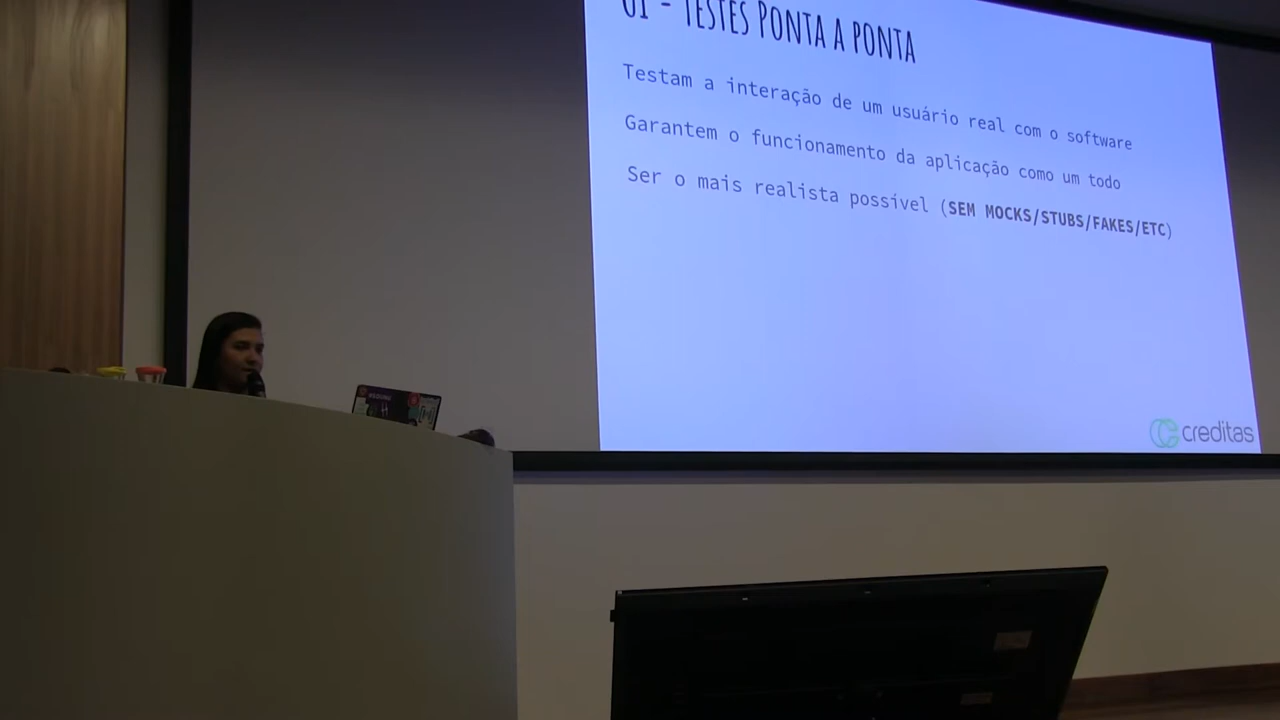 01 - TESTES PONTA A PONTA
Testam a interação de um usuário real com o software
Garantem o funcionamento da aplicação como um todo
Ser o mais realista possível (SEM MOCKS/STUBS/FAKES/ETC)
creditas